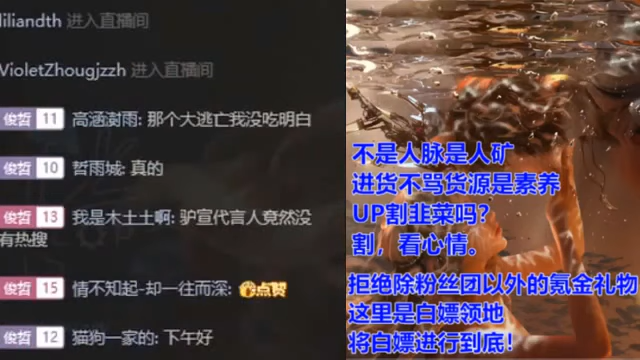 liliandth 进入直播间
VioletZhougjzzh 进入直播间
俊哲 11 高涵澍雨: 那个大逃亡我没吃明白
俊哲 10 哲雨城: 真的
俊哲 13 我是木土土啊: 驴宣代言人竟然没
有热搜
俊哲 15 情不知起-却一往而深: 点赞
俊哲 12 猫狗一家的: 下午好
不是人脉是人矿
进货不骂货源是素养
UP割韭菜吗?
割，看心情。
拒绝除粉丝团以外的氪金礼物
这里是白嫖领地
将白嫖进行到底!